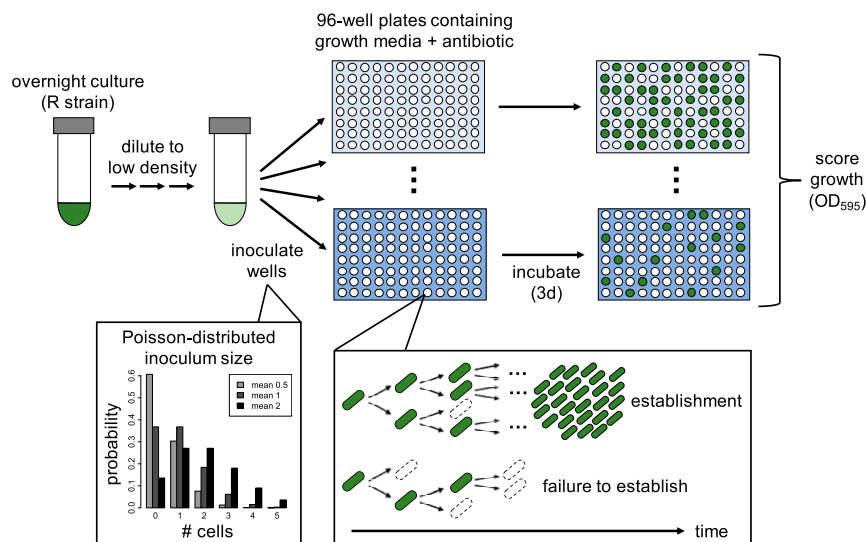 96-well plates containing
growth media + antibiotic
overnight culture
(R strain)
dilute to
low density
score
growth
(OD595)
inoculate
wells
incubate
(3d)
Poisson-distributed
inoculum size
probability
0.0 0.1 0.2 0.3 0.4 0.5 0.6
mean 0.5
mean 1
mean 2
0 1 2 3 4 5
# cells
establishment
failure to establish
time